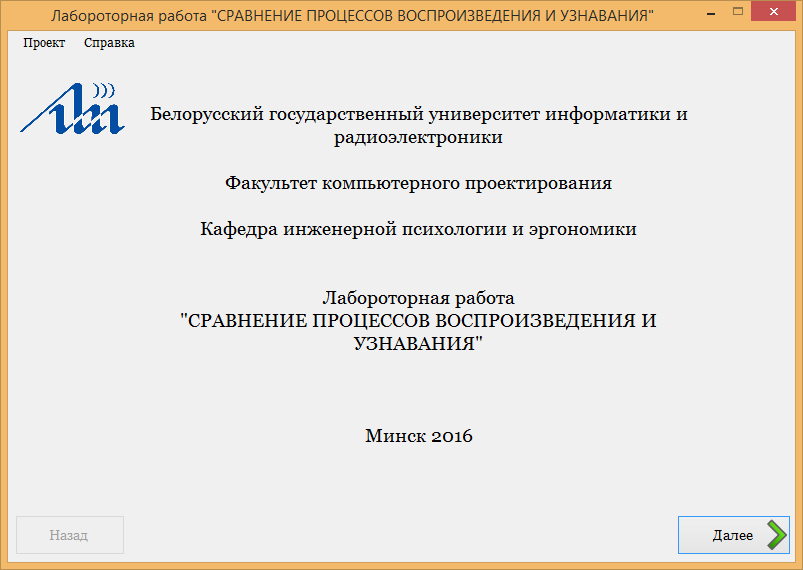 Лабороторная работа "СРАВНЕНИЕ ПРОЦЕССОВ ВОСПРОИЗВЕДЕНИЯ И УЗНАВАНИЯ"
Проект Справка
Белорусский государственный университет информатики и
радиоэлектроники
Факультет компьютерного проектирования
Кафедра инженерной психологии и эргономики
Лабороторная работа
"СРАВНЕНИЕ ПРОЦЕССОВ ВОСПРОИЗВЕДЕНИЯ И
УЗНАВАНИЯ"
Минск 2016
Назад
Далее